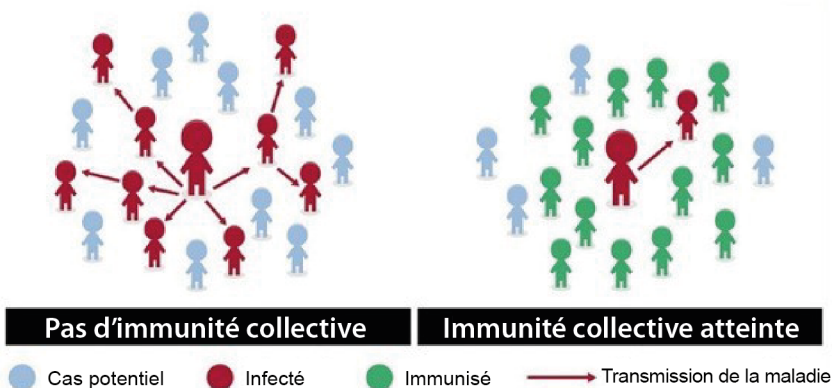 Pas d'immunité collective
Immunité collective atteinte
Cas potentiel
Infecté
Immunisé
Transmission de la maladie